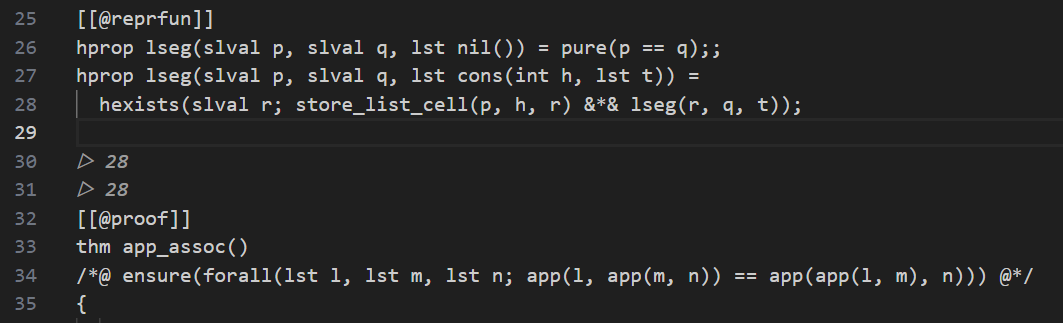 25 [[@reprfun]]
26 hprop lseg(slval p, slval q, lst nil()) = pure(p == q);;
27 hprop lseg(slval p, slval q, lst cons(int h, lst t)) =
28   hexists(slval r; store_list_cell(p, h, r) &*& lseg(r, q, t));
29
30 ▷ 28
31 ▷ 28
32 [[@proof]]
33 thm app_assoc()
34 /*@ ensure(forall(lst l, lst m, lst n; app(l, app(m, n)) == app(app(l, m), n))) @*/
35 {